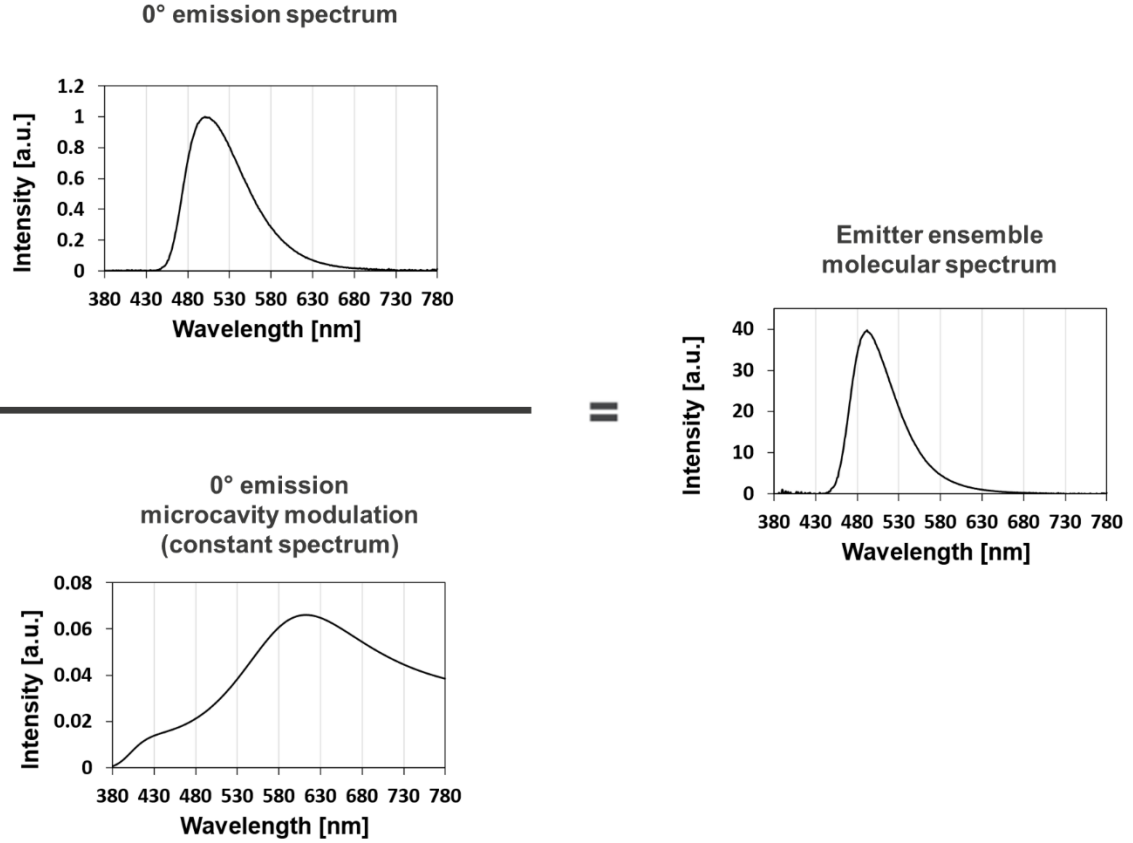 0° emission spectrum
1.2
1
0.8
0.6
0.4
0.2
0
Intensity [a.u.]
380 430 480 530 580 630 680 730 780
Wavelength [nm]
=
Emitter ensemble
molecular spectrum
40
30
20
10
0
Intensity [a.u.]
380 430 480 530 580 630 680 730 780
Wavelength [nm]
0° emission
microcavity modulation
(constant spectrum)
0.08
0.06
0.04
0.02
0
Intensity [a.u.]
380 430 480 530 580 630 680 730 780
Wavelength [nm]